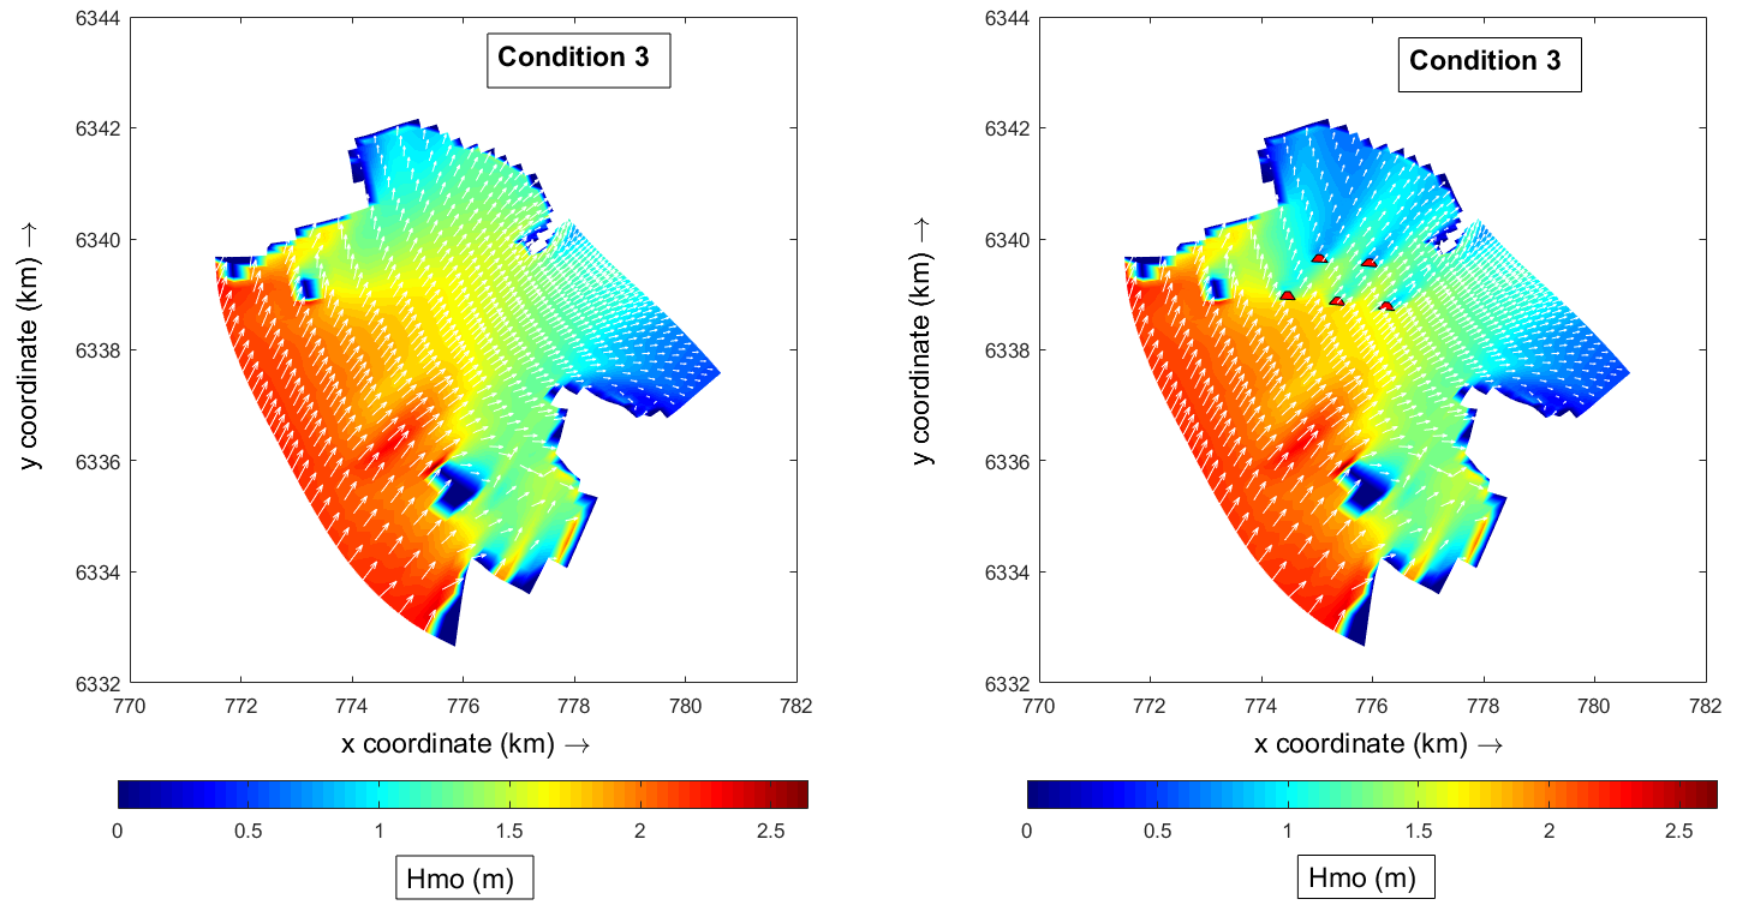 Condition 3
6344
6342
6340
6338
6336
6334
6332
y coordinate (km) →
770 772 774 776 778 780 782
x coordinate (km) →
0 0.5 1 1.5 2 2.5
Hmo (m)
Condition 3
6344
6342
6340
6338
6336
6334
6332
y coordinate (km) →
770 772 774 776 778 780 782
x coordinate (km) →
0 0.5 1 1.5 2 2.5
Hmo (m)